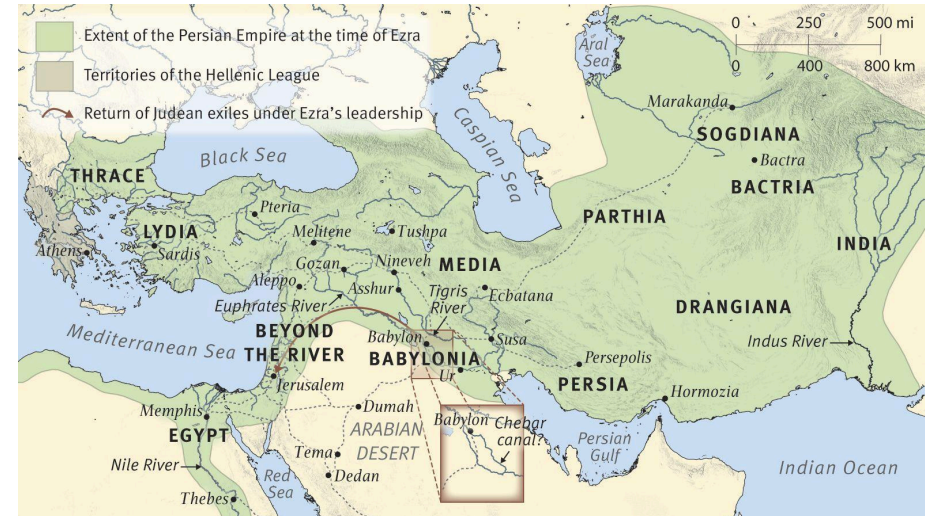 Extent of the Persian Empire at the time of Ezra
Territories of the Hellenic League
Return of Judean exiles under Ezra's leadership
0 250 500 mi
0 400 800 km
Aral
Sea
Caspian Sea
Black Sea
Marakanda
SOGDIANA
Bactra
BACTRIA
THRACE
Pteria
LYDIA
Sardis
Athens
Melitene
Tushpa
PARTHIA
INDIA
Gozan
Nineveh
MEDIA
Aleppo
Asshur
Ecbatana
Euphrates River
Tigris
River
DRANGIANA
Mediterranean Sea
BEYOND
THE RIVER
Babylon
BABYLONIA
Susa
Indus River
Ur
Persepolis
PERSIA
Jerusalem
Hormozia
Memphis
EGYPT
Dumah
ARABIAN
DESERT
Babylon
Chebar
canal?
Persian
Gulf
Tema
Dedan
Nile River
Red
Sea
Indian Ocean
Thebes